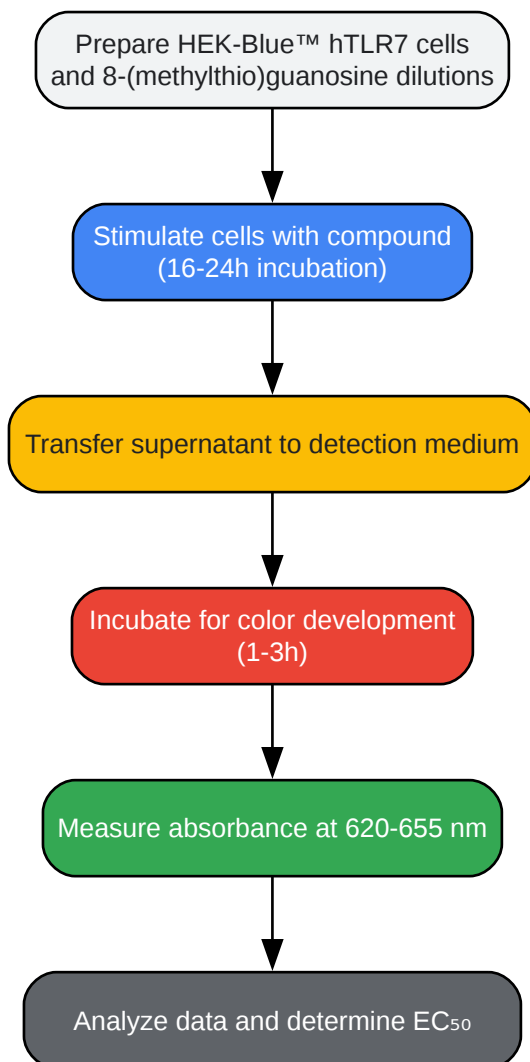 Prepare HEK-Blue™ hTLR7 cells
and 8-(methylthio)guanosine dilutions
Stimulate cells with compound
(16-24h incubation)
Transfer supernatant to detection medium
Incubate for color development
(1-3h)
Measure absorbance at 620-655 nm
Analyze data and determine EC₅₀